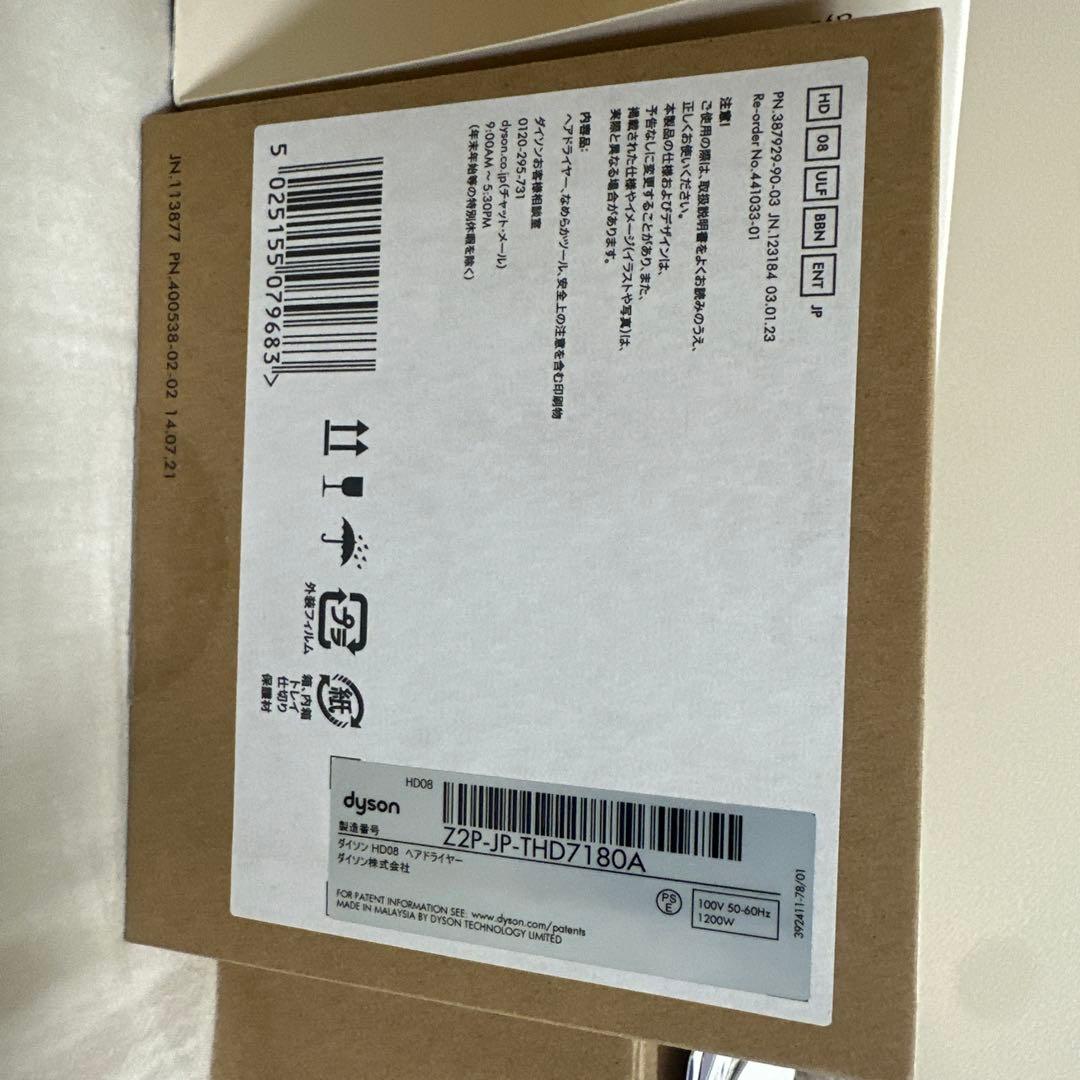 HD 08 ULF BBN ENT JP
PN.387929-90-03 JN.123184 03.01.23
Re-order No.441033-01
注意!
ご使用の際は、取扱説明書をよくお読みのうえ、
正しくお使いください。
本製品の仕様およびデザインは、
予告なしに変更することがあり、また、
掲載された仕様やイメージ(イラストや写真)は、
実際と異なる場合があります。
内容品:
ヘアドライヤー、なめらかツール、安全上の注意を含む印刷物
ダイソンお客様相談室
0120-295-731
dyson.co.jp(チャット・メール)
9:00AM～5:30PM
(年末年始等の特別休暇を除く)
5 025155 079683 >
プラ
外装フィルム
紙
箱、内箱
トレイ
仕切り
保護材
HD08
dyson
製造番号
Z2P-JP-THD7180A
ダイソン HD08 ヘアドライヤー
ダイソン株式会社
PSE
100V 50-60Hz
1200W
FOR PATENT INFORMATION SEE: www.dyson.com/patents
MADE IN MALAYSIA BY DYSON TECHNOLOGY LIMITED
392411-78/01
JN.113877 PN.400538-02-02 14.07.21